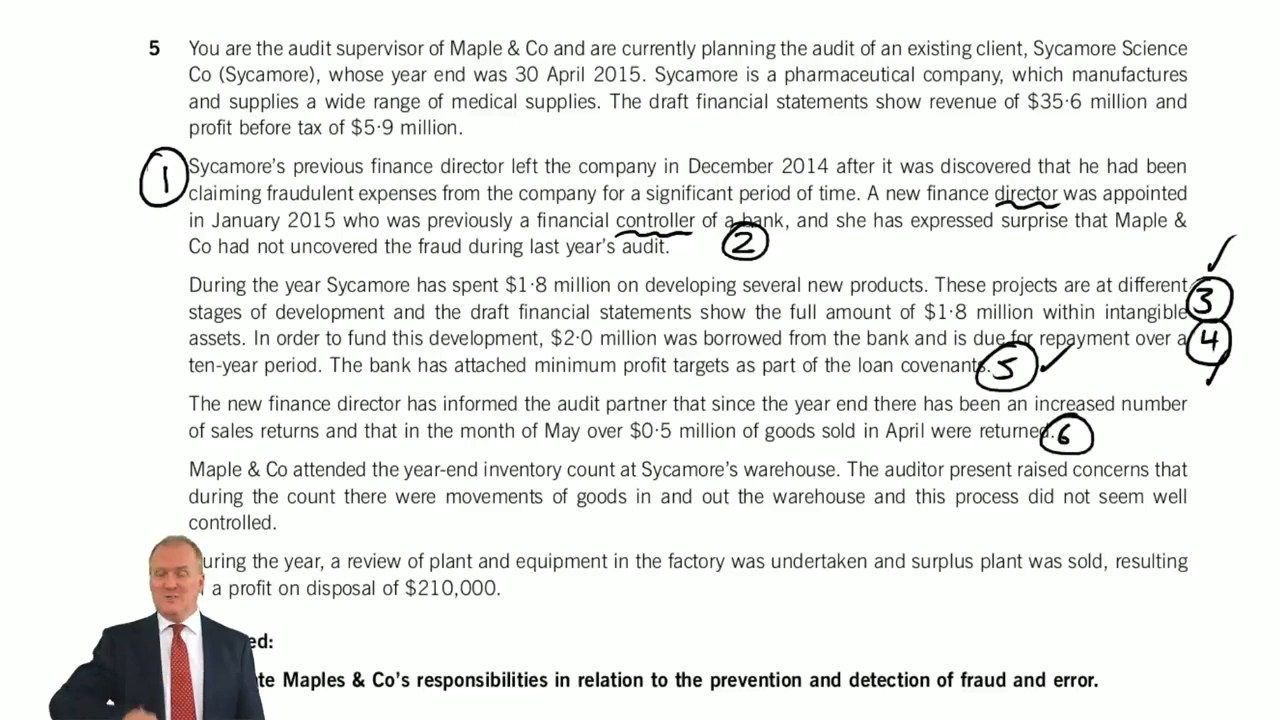 5 You are the audit supervisor of Maple & Co and are currently planning the audit of an existing client, Sycamore Science
Co (Sycamore), whose year end was 30 April 2015. Sycamore is a pharmaceutical company, which manufactures
and supplies a wide range of medical supplies. The draft financial statements show revenue of $35·6 million and
profit before tax of $5·9 million.
1 Sycamore's previous finance director left the company in December 2014 after it was discovered that he had been
claiming fraudulent expenses from the company for a significant period of time. A new finance director was appointed
in January 2015 who was previously a financial controller of a bank, and she has expressed surprise that Maple &
Co had not uncovered the fraud during last year's audit. 2
During the year Sycamore has spent $1·8 million on developing several new products. These projects are at different
stages of development and the draft financial statements show the full amount of $1·8 million within intangible 3
assets. In order to fund this development, $2·0 million was borrowed from the bank and is due for repayment over a 4
ten-year period. The bank has attached minimum profit targets as part of the loan covenants. 5
The new finance director has informed the audit partner that since the year end there has been an increased number
of sales returns and that in the month of May over $0·5 million of goods sold in April were returned. 6
Maple & Co attended the year-end inventory count at Sycamore's warehouse. The auditor present raised concerns that
during the count there were movements of goods in and out the warehouse and this process did not seem well
controlled.
uring the year, a review of plant and equipment in the factory was undertaken and surplus plant was sold, resulting
a profit on disposal of $210,000.
ed:
te Maples & Co's responsibilities in relation to the prevention and detection of fraud and error.